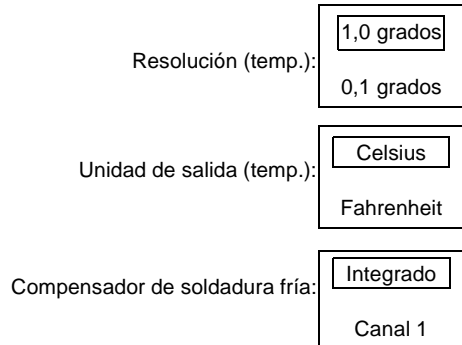 1,0 grados
Resolución (temp.):
0,1 grados
Celsius
Unidad de salida (temp.):
Fahrenheit
Integrado
Compensador de soldadura fría:
Canal 1